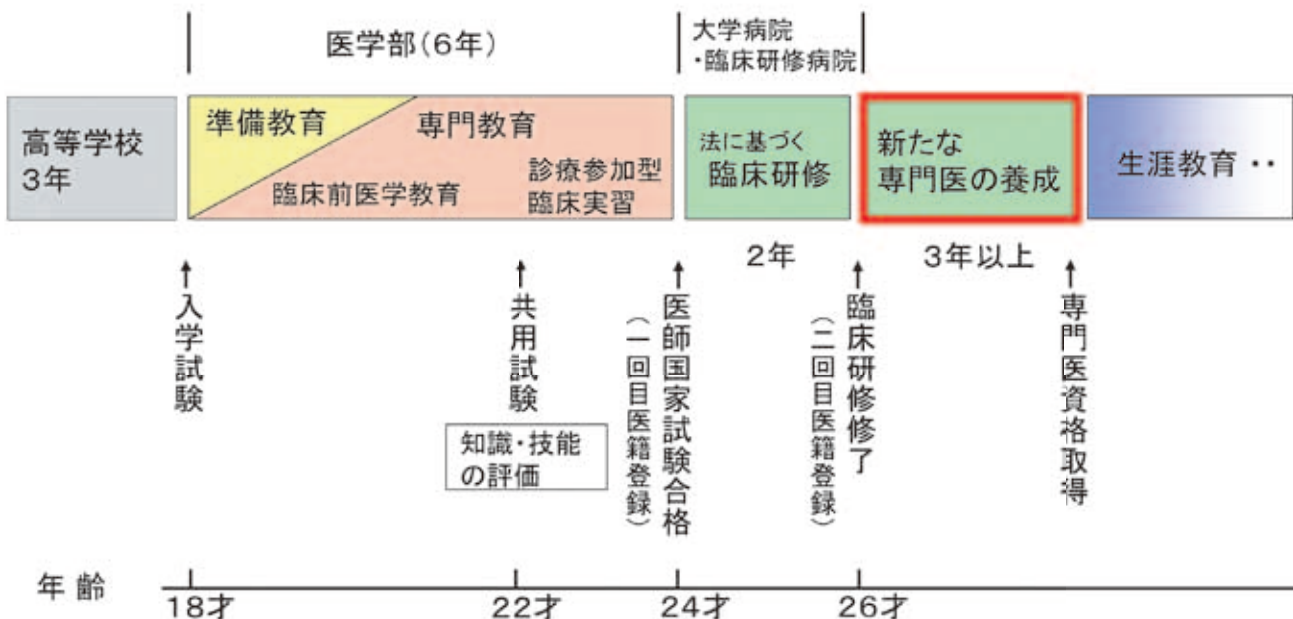 医学部（6年）
大学病院
・臨床研修病院
高等学校
3年
準備教育
専門教育
臨床前医学教育
診療参加型
臨床実習
法に基づく
臨床研修
新たな
専門医の養成
生涯教育 ・・
2年
3年以上
入学試験
共用試験
知識・技能
の評価
医師国家試験合格
（一回目医籍登録）
臨床研修修了
（二回目医籍登録）
専門医資格取得
年齢
18才
22才
24才
26才